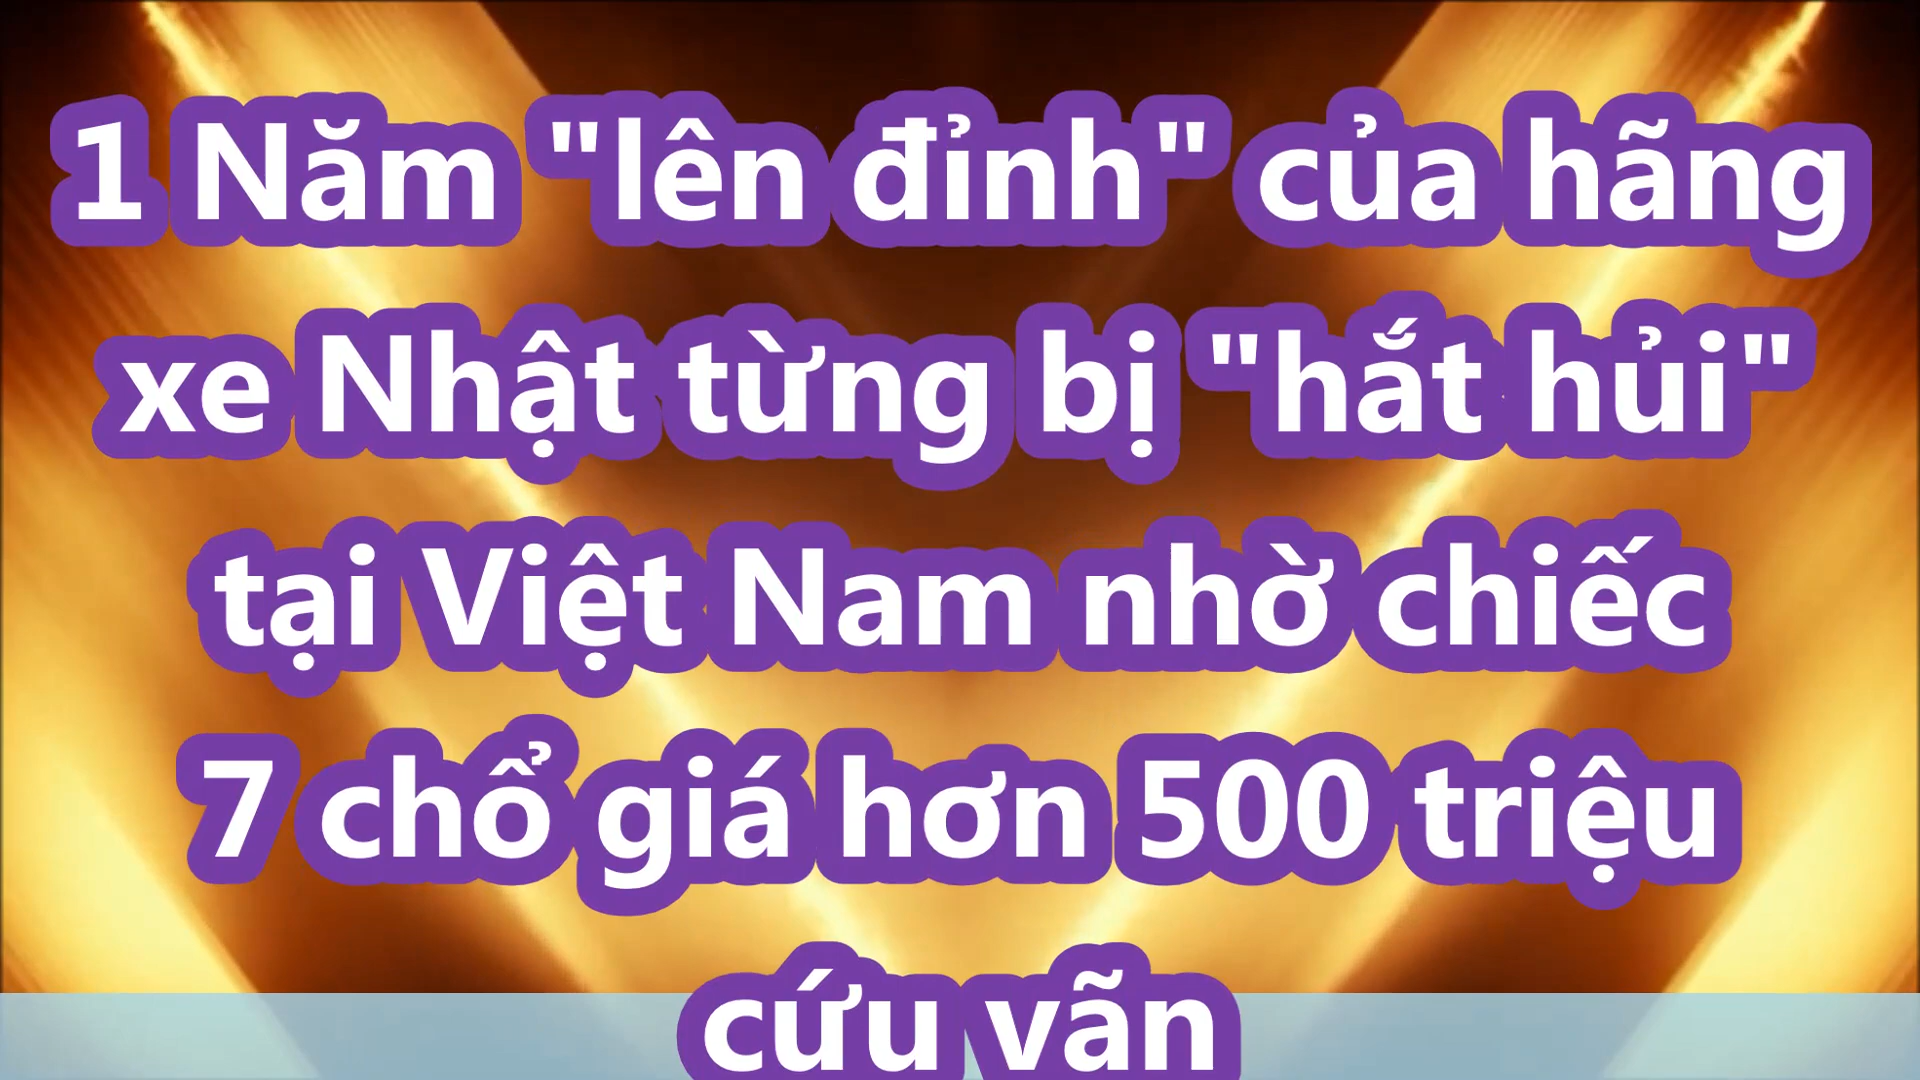 1 Năm "lên đỉnh" của hãng
xe Nhật từng bị "hắt hủi"
tại Việt Nam nhờ chiếc
7 chổ giá hơn 500 triệu
cứu vãn